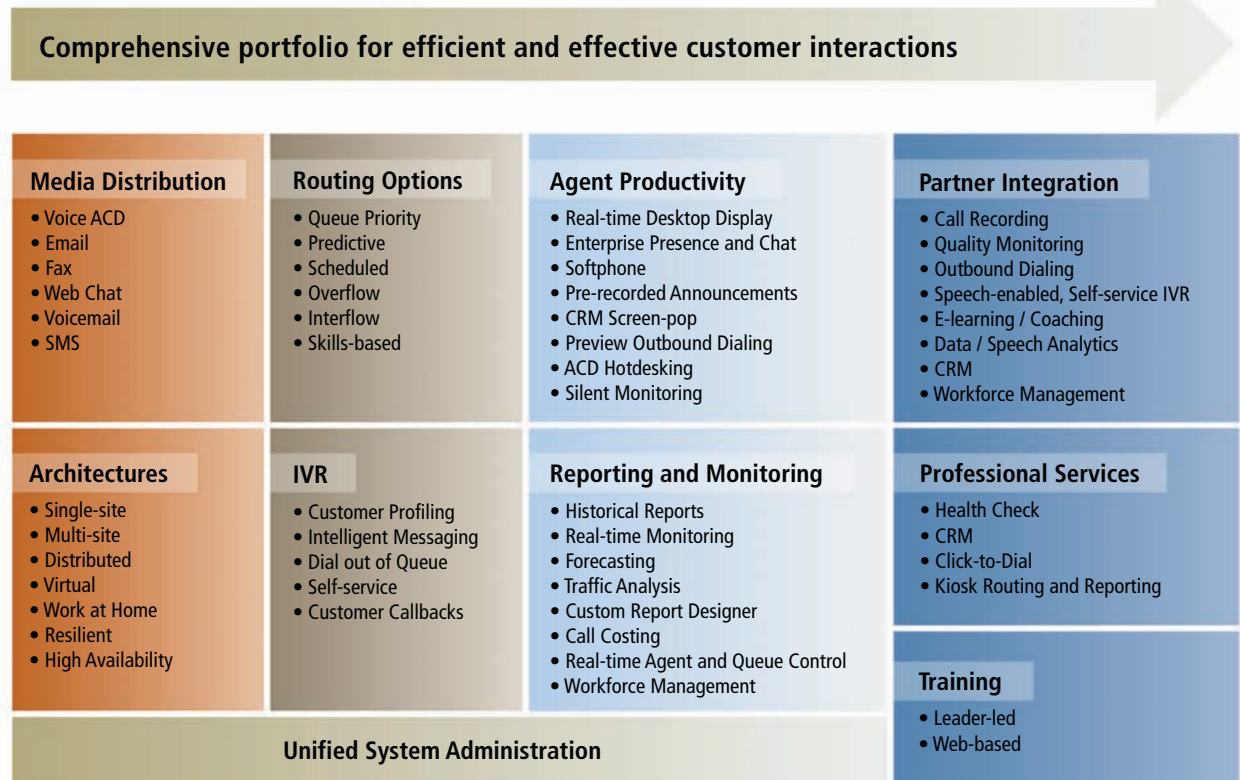 Comprehensive portfolio for efficient and effective customer interactions
Media Distribution
• Voice ACD
• Email
• Fax
• Web Chat
• Voicemail
• SMS
Routing Options
• Queue Priority
• Predictive
• Scheduled
• Overflow
• Interflow
• Skills-based
Agent Productivity
• Real-time Desktop Display
• Enterprise Presence and Chat
• Softphone
• Pre-recorded Announcements
• CRM Screen-pop
• Preview Outbound Dialing
• ACD Hotdesking
• Silent Monitoring
Partner Integration
• Call Recording
• Quality Monitoring
• Outbound Dialing
• Speech-enabled, Self-service IVR
• E-learning / Coaching
• Data / Speech Analytics
• CRM
• Workforce Management
Architectures
• Single-site
• Multi-site
• Distributed
• Virtual
• Work at Home
• Resilient
• High Availability
IVR
• Customer Profiling
• Intelligent Messaging
• Dial out of Queue
• Self-service
• Customer Callbacks
Reporting and Monitoring
• Historical Reports
• Real-time Monitoring
• Forecasting
• Traffic Analysis
• Custom Report Designer
• Call Costing
• Real-time Agent and Queue Control
• Workforce Management
Professional Services
• Health Check
• CRM
• Click-to-Dial
• Kiosk Routing and Reporting
Training
• Leader-led
• Web-based
Unified System Administration